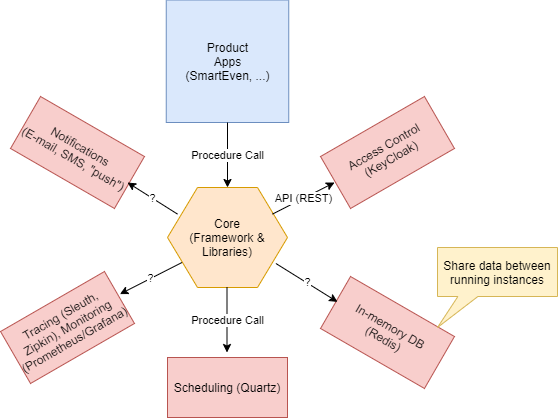 Product
Apps
(SmartEven, ...)
Notifications
(E-mail, SMS, "push")
Procedure Call
Access Control
(KeyCloak)
?
API (REST)
Core
(Framework &
Libraries)
Share data between
running instances
?
?
Tracing (Sleuth,
Zipkin), Monitoring
(Prometheus/Grafana)
Procedure Call
In-memory DB
(Redis)
Scheduling (Quartz)